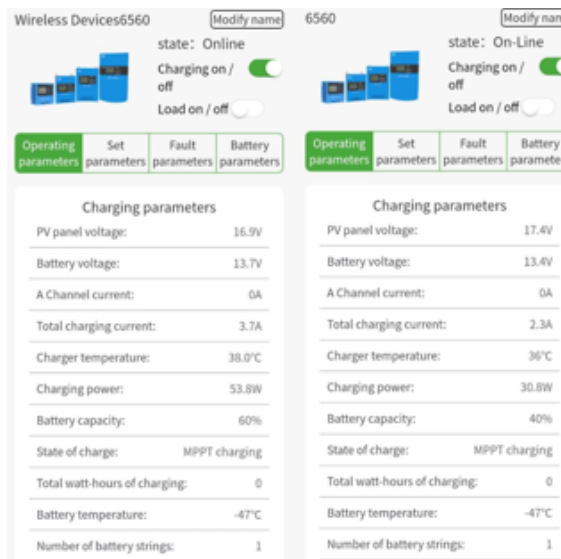 Wireless Devices6560
Modify name
state: Online
Charging on /
off
Load on / off
Operating parameters
Set parameters
Fault parameters
Battery parameters
Charging parameters
PV panel voltage: 16.9V
Battery voltage: 13.7V
A Channel current: 0A
Total charging current: 3.7A
Charger temperature: 38.0°C
Charging power: 53.8W
Battery capacity: 60%
State of charge: MPPT charging
Total watt-hours of charging: 0
Battery temperature: -47°C
Number of battery strings: 1
6560
Modify nam
state: On-Line
Charging on /
off
Load on / off
Operating parameters
Set parameters
Fault parameters
Battery paramete
Charging parameters
PV panel voltage: 17.4V
Battery voltage: 13.4V
A Channel current: 0A
Total charging current: 2.3A
Charger temperature: 36°C
Charging power: 30.8W
Battery capacity: 40%
State of charge: MPPT charging
Total watt-hours of charging: 0
Battery temperature: -47°C
Number of battery strings: 1